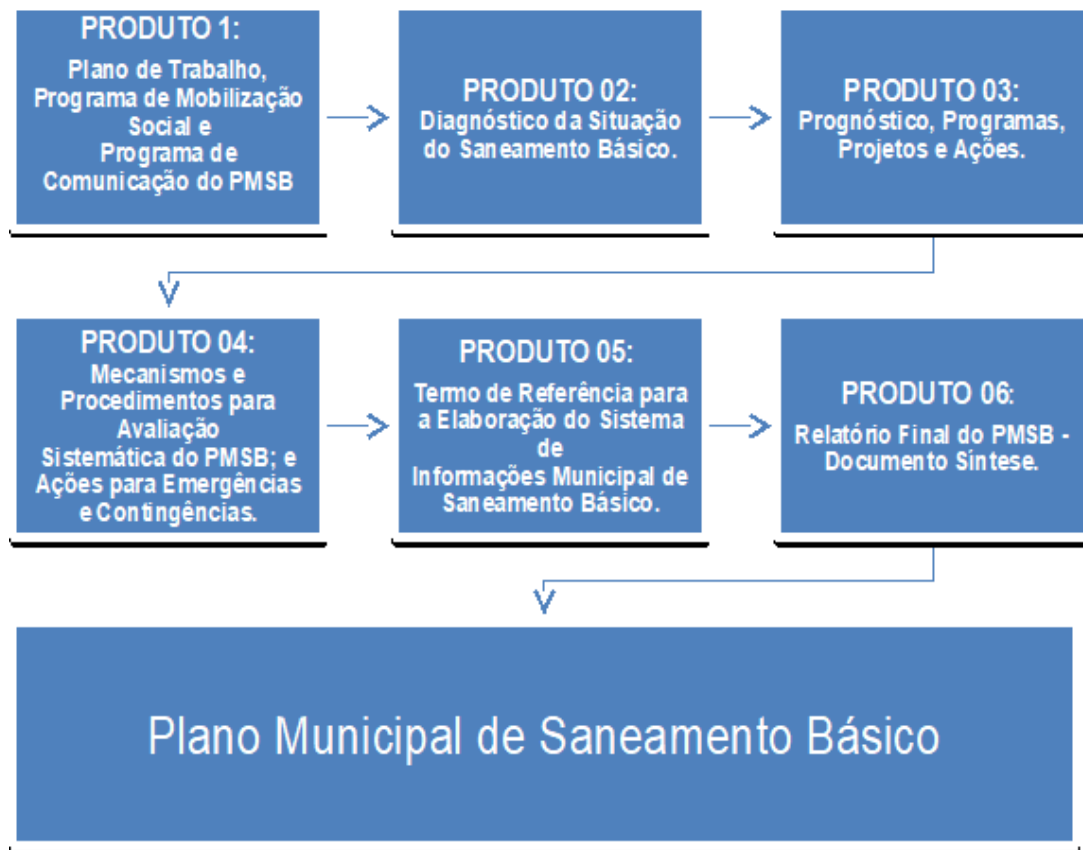 PRODUTO 1:
Plano de Trabalho,
Programa de Mobilização
Social e
Programa de
Comunicação do PMSB
PRODUTO 02:
Diagnóstico da Situação
do Saneamento Básico.
PRODUTO 03:
Prognóstico, Programas,
Projetos e Ações.
PRODUTO 04:
Mecanismos e
Procedimentos para
Avaliação
Sistemática do PMSB; e
Ações para Emergências
e Contingências.
PRODUTO 05:
Termo de Referência para
a Elaboração do Sistema
de
Informações Municipal de
Saneamento Básico.
PRODUTO 06:
Relatório Final do PMSB -
Documento Síntese.
Plano Municipal de Saneamento Básico